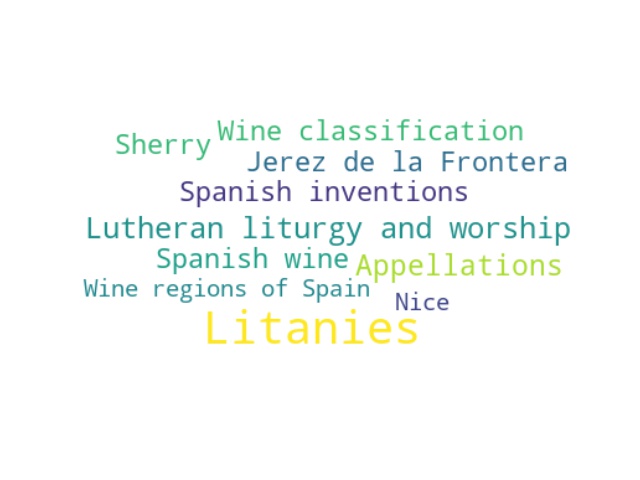 Wine classification
Sherry
Jerez de la Frontera
Spanish inventions
Lutheran liturgy and worship
Spanish wine
Appellations
Wine regions of Spain
Nice
Litanies